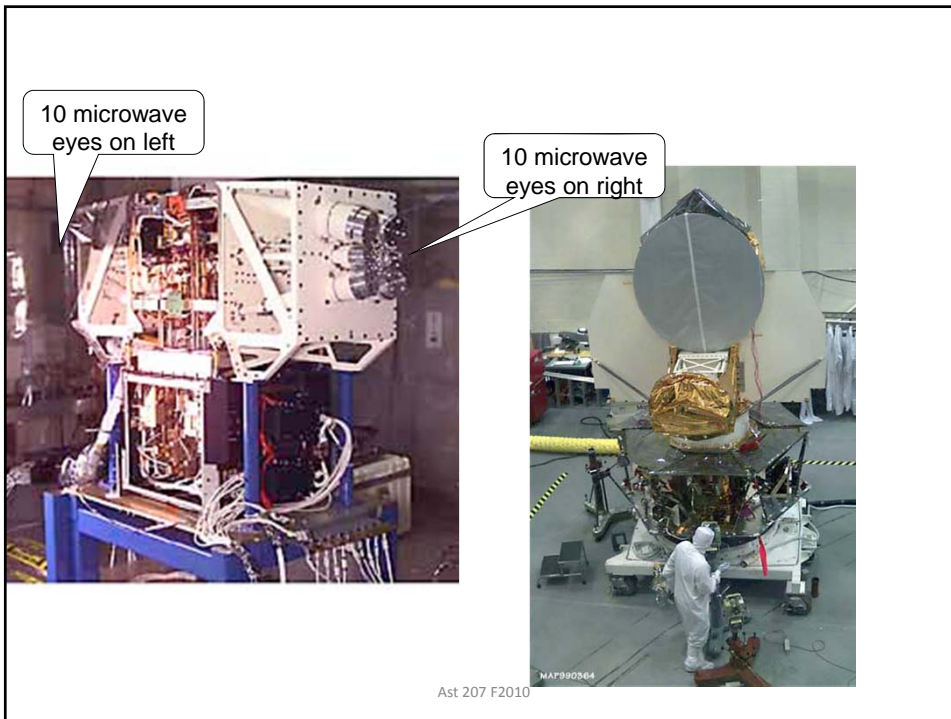 10 microwave
eyes on left
10 microwave
eyes on right
MAP990364
Ast 207 F2010